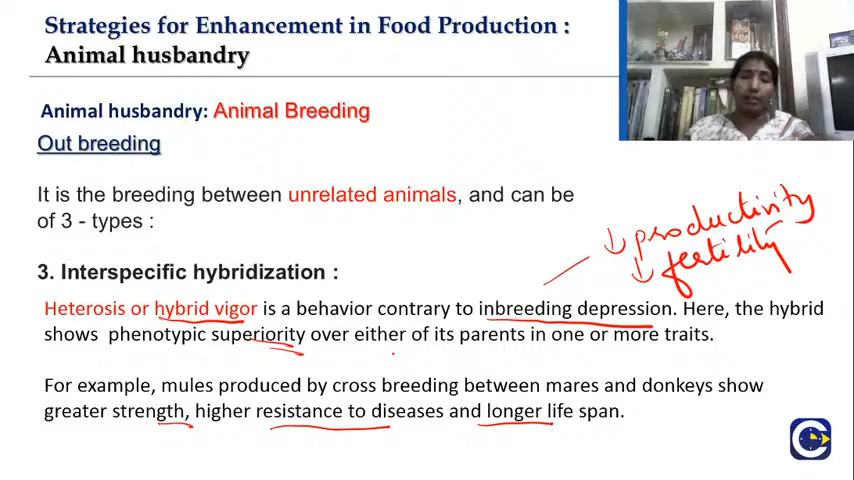 Strategies for Enhancement in Food Production :
Animal husbandry
Animal husbandry: Animal Breeding
Out breeding
It is the breeding between unrelated animals, and can be
of 3 - types :
↓ productivity
↓ fertility
3. Interspecific hybridization :
Heterosis or hybrid vigor is a behavior contrary to inbreeding depression. Here, the hybrid
shows phenotypic superiority over either of its parents in one or more traits.
For example, mules produced by cross breeding between mares and donkeys show
greater strength, higher resistance to diseases and longer life span.